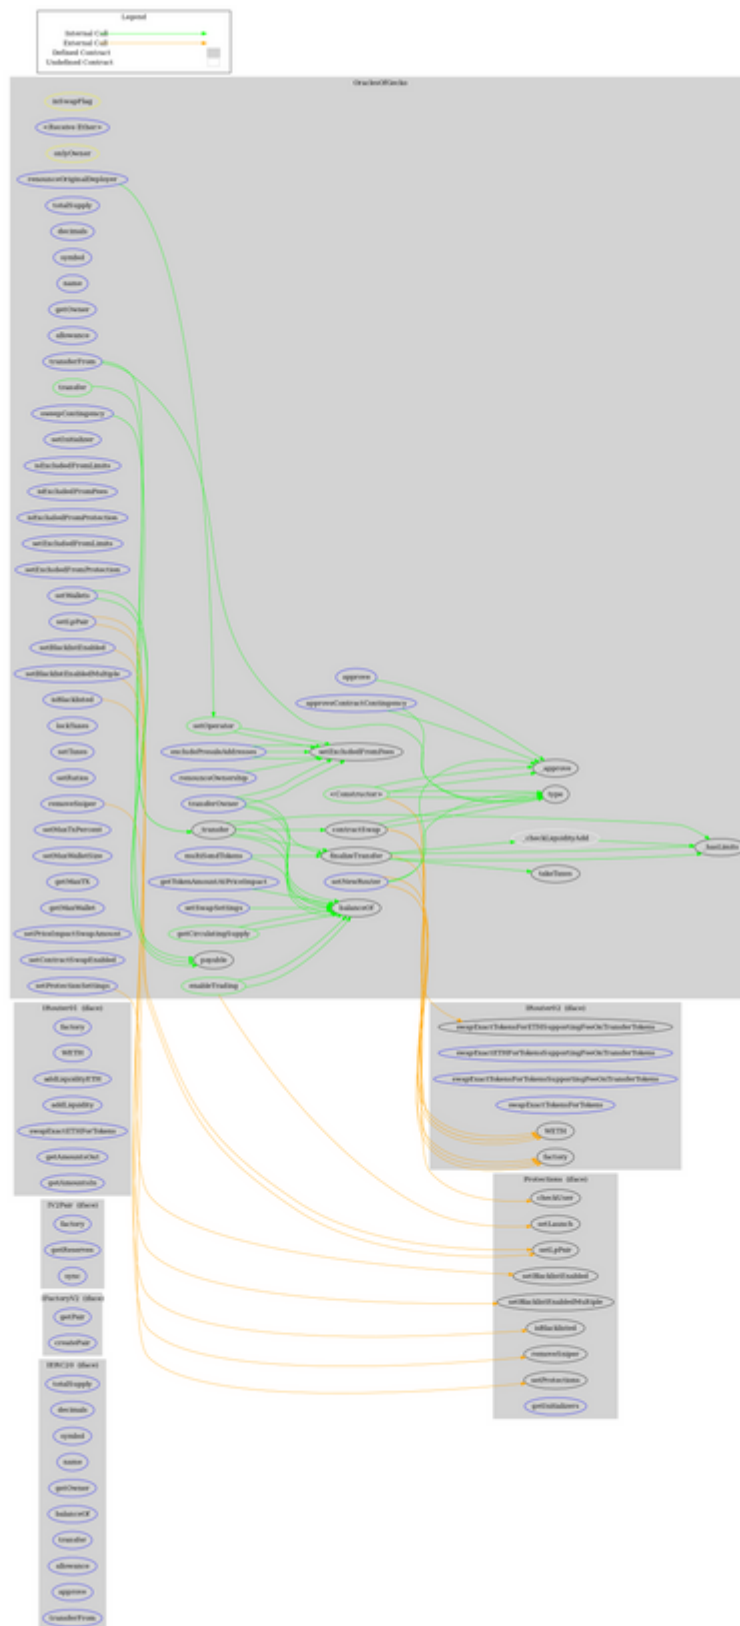 Legend
Internal Call
External Call
Defined Contract
Undefined Contract
OraclesOfGecko
inSwapFlag
<Receive Ether>
onlyOwner
renounceOriginalDeployer
totalSupply
decimals
symbol
name
getOwner
allowance
transferFrom
transfer
sweepContingency
setInitializer
isExcludedFromLimits
isExcludedFromFees
isExcludedFromProtection
setExcludedFromLimits
setExcludedFromProtection
setWallets
setLpPair
setBlacklistEnabled
setBlacklistEnabledMultiple
isBlacklisted
lockTaxes
setTaxes
setRatios
removeSniper
setMaxTxPercent
setMaxWalletSize
getMaxTX
getMaxWallet
setPriceImpactSwapAmount
setContractSwapEnabled
setProtectionSettings
setOperator
excludePresaleAddresses
renounceOwnership
transferOwner
_transfer
multiSendTokens
getTokenAmountAtPriceImpact
setSwapSettings
getCirculatingSupply
payable
enableTrading
approve
approveContractContingency
setExcludedFromFees
<Constructor>
contractSwap
finalizeTransfer
setNewRouter
balanceOf
_approve
type
_checkLiquidityAdd
takeTaxes
_hasLimits
IRouter01 (iface)
factory
WETH
addLiquidityETH
addLiquidity
swapExactETHForTokens
getAmountsOut
getAmountsIn
IRouter02 (iface)
swapExactTokensForETHSupportingFeeOnTransferTokens
swapExactETHForTokensSupportingFeeOnTransferTokens
swapExactTokensForTokensSupportingFeeOnTransferTokens
swapExactTokensForTokens
WETH
factory
Protections (iface)
checkUser
setLaunch
setLpPair
setBlacklistEnabled
setBlacklistEnabledMultiple
isBlacklisted
removeSniper
setProtections
getInitializers
IV2Pair (iface)
factory
getReserves
sync
IFactoryV2 (iface)
getPair
createPair
IERC20 (iface)
totalSupply
decimals
symbol
name
getOwner
balanceOf
transfer
allowance
approve
transferFrom